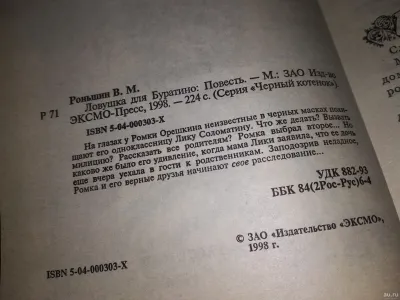 Роньшин В. М.
Р 71
Ловушка для Буратино: Повесть. — М.: ЗАО Изд-во
ЭКСМО-Пресс, 1998. — 224 с. (Серия «Черный котенок»).
ISBN 5-04-000303-X
На глазах у Ромки Орешкина неизвестные в черных масках похи-
щают его одноклассницу Лику Соломатину. Что же делать? Вызвать
милицию? Рассказать все родителям? Ромка выбрал второе... Но
каково же было его удивление, когда мама Лики заявила, что ее дочь
еще вчера уехала в гости к родственникам. Заподозрив неладное,
Ромка и его верные друзья начинают свое расследование...
УДК 882-93
ББК 84(2Рос-Рус)6-4
© ЗАО «Издательство «ЭКСМО»,
1998 г.
ISBN 5-04-000303-X